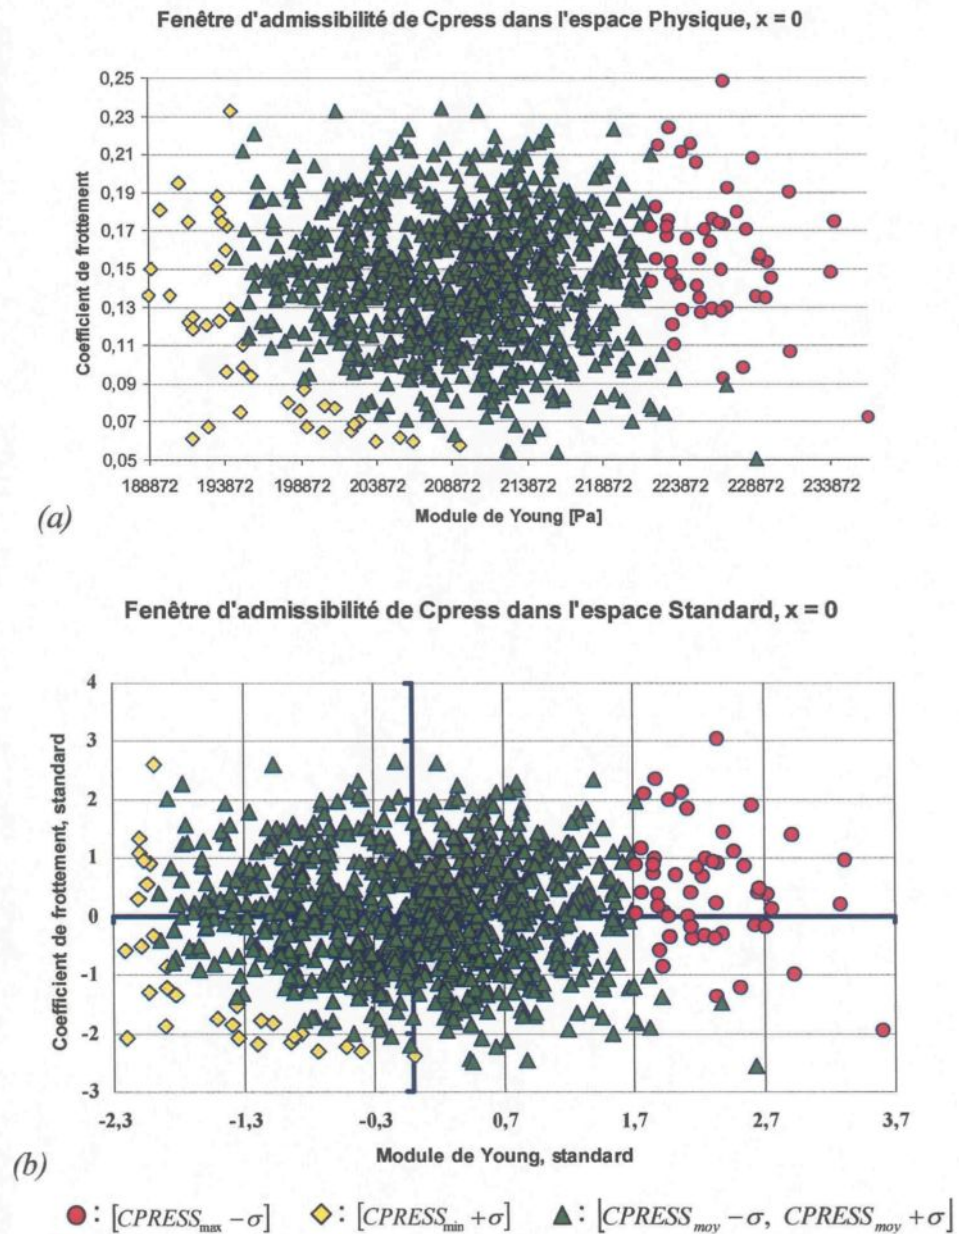 Fenêtre d'admissibilité de Cpress dans l'espace Physique, x = 0
0,25
0,23
0,21
0,19
0,17
0,15
0,13
0,11
0,09
0,07
0,05
Coefficient de frottement
188872 193872 198872 203872 208872 213872 218872 223872 228872 233872
Module de Young [Pa]
(a)
Fenêtre d'admissibilité de Cpress dans l'espace Standard, x = 0
4
3
2
1
0
-1
-2
-3
Coefficient de frottement, standard
-2,3 -1,3 -0,3 0,7 1,7 2,7 3,7
Module de Young, standard
(b)
: [CPRESS_max − σ] : [CPRESS_min + σ] : [CPRESS_moy − σ, CPRESS_moy + σ]